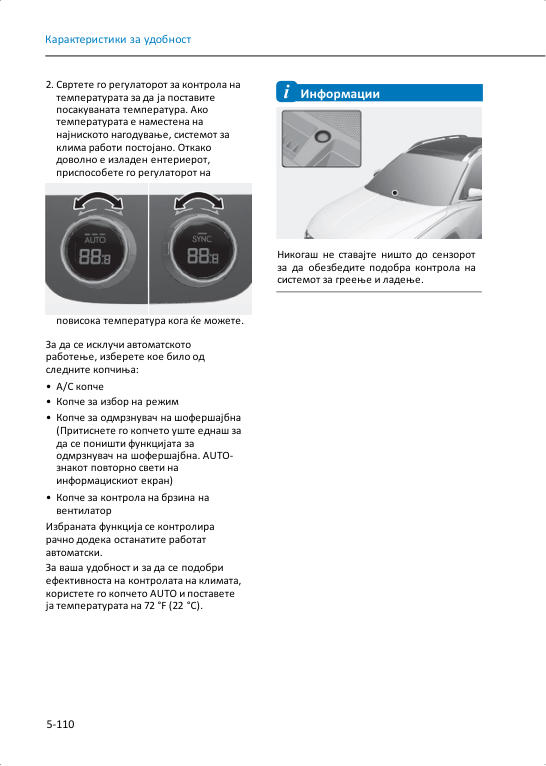 Карактеристики за удобност
2. Свртете го регулаторот за контрола на
температурата за да ја поставите
посакуваната температура. Ако
температурата е наместена на
најниското нагодување, системот за
клима работи постојано. Откако
доволно е изладен ентериерот,
приспособете го регулаторот на
AUTO
88:8
SYNC
88:8
повисока температура кога ќе можете.
За да се исклучи автоматското
работење, изберете кое било од
следните копчиња:
• A/C копче
• Копче за избор на режим
• Копче за одмрзнувач на шофершајбна
(Притиснете го копчето уште еднаш за
да се поништи функцијата за
одмрзнувач на шофершајбна. AUTO-
знакот повторно свети на
информацискиот екран)
• Копче за контрола на брзина на
вентилатор
Избраната функција се контролира
рачно додека останатите работат
автоматски.
За ваша удобност и за да се подобри
ефективноста на контролата на климата,
користете го копчето AUTO и поставете
ја температурата на 72 °F (22 °C).
i Информации
Никогаш не ставајте ништо до сензорот
за да обезбедите подобра контрола на
системот за греење и ладење.
5-110